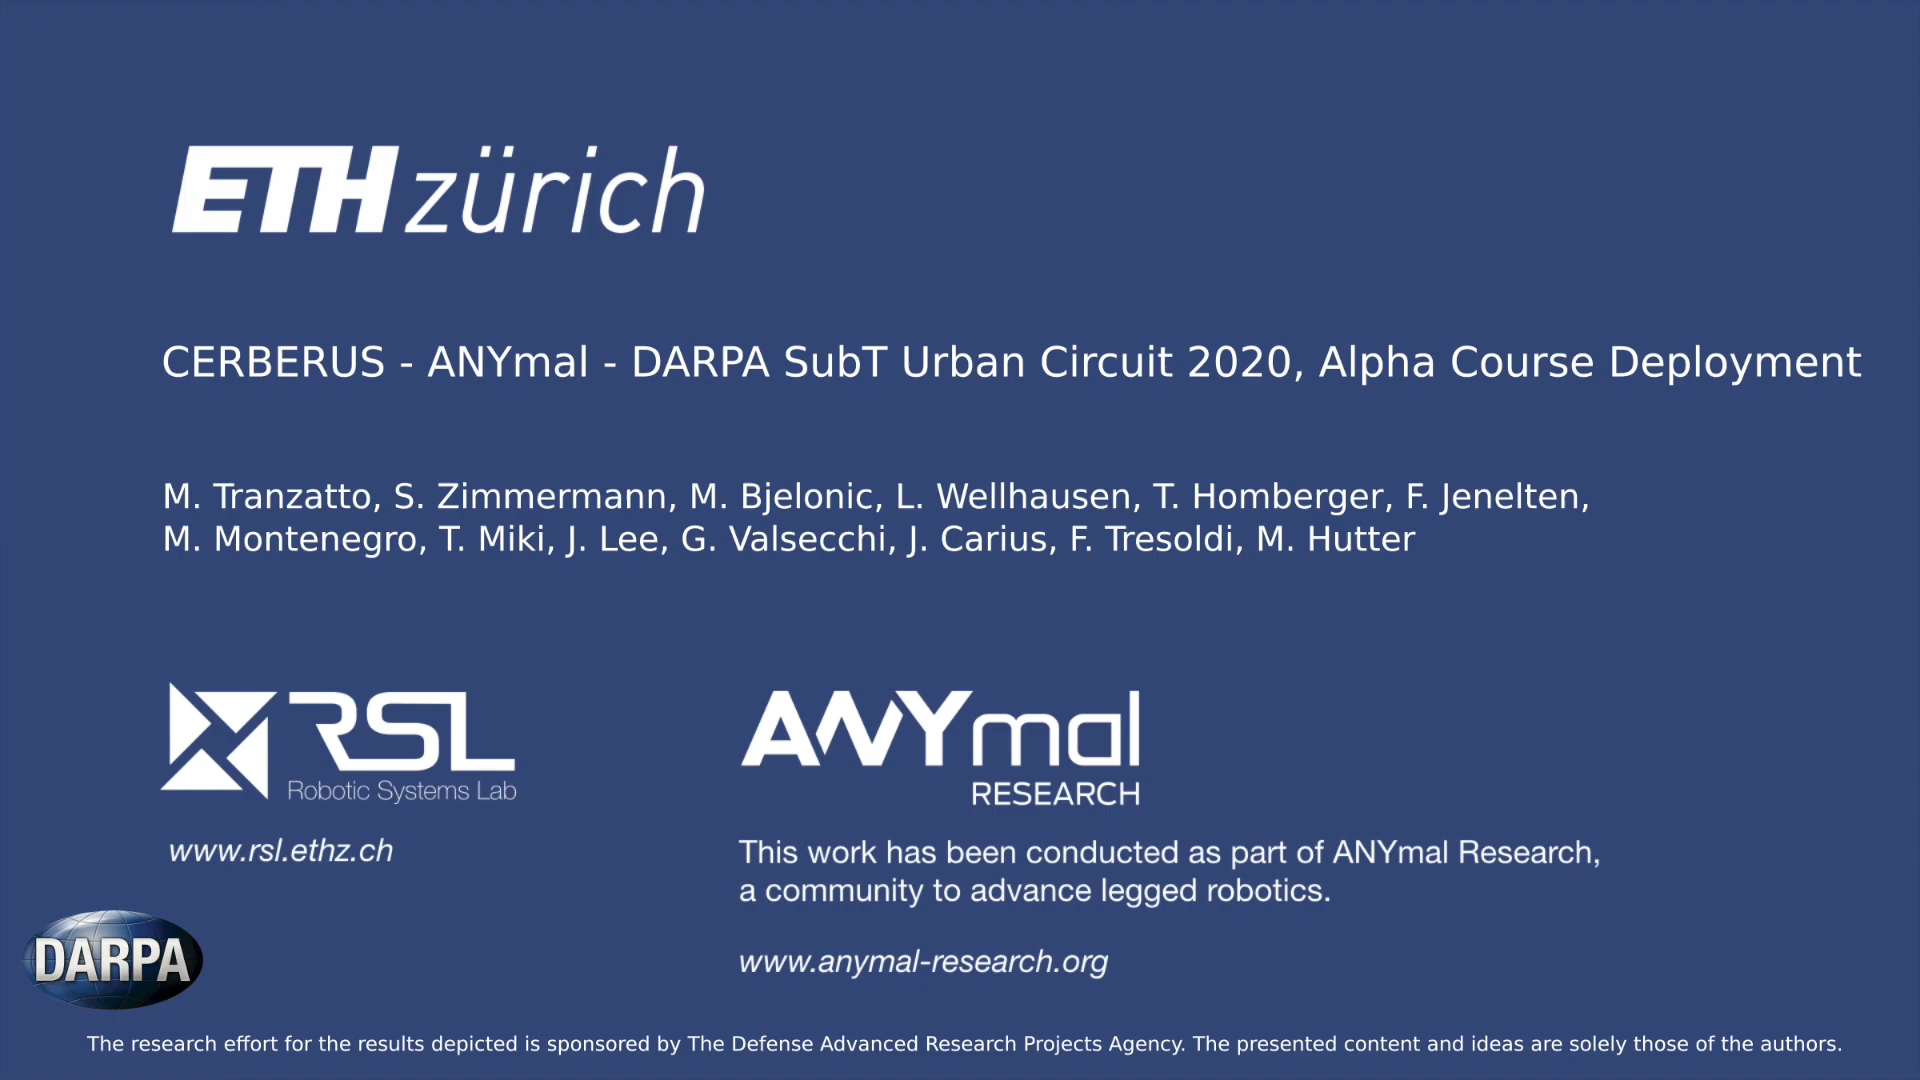 ETH zürich
CERBERUS - ANYmal - DARPA SubT Urban Circuit 2020, Alpha Course Deployment
M. Tranzatto, S. Zimmermann, M. Bjelonic, L. Wellhausen, T. Homberger, F. Jenelten,
M. Montenegro, T. Miki, J. Lee, G. Valsecchi, J. Carius, F. Tresoldi, M. Hutter
RSL
Robotic Systems Lab
www.rsl.ethz.ch
ANYmal
RESEARCH
This work has been conducted as part of ANYmal Research,
a community to advance legged robotics.
www.anymal-research.org
DARPA
The research effort for the results depicted is sponsored by The Defense Advanced Research Projects Agency. The presented content and ideas are solely those of the authors.